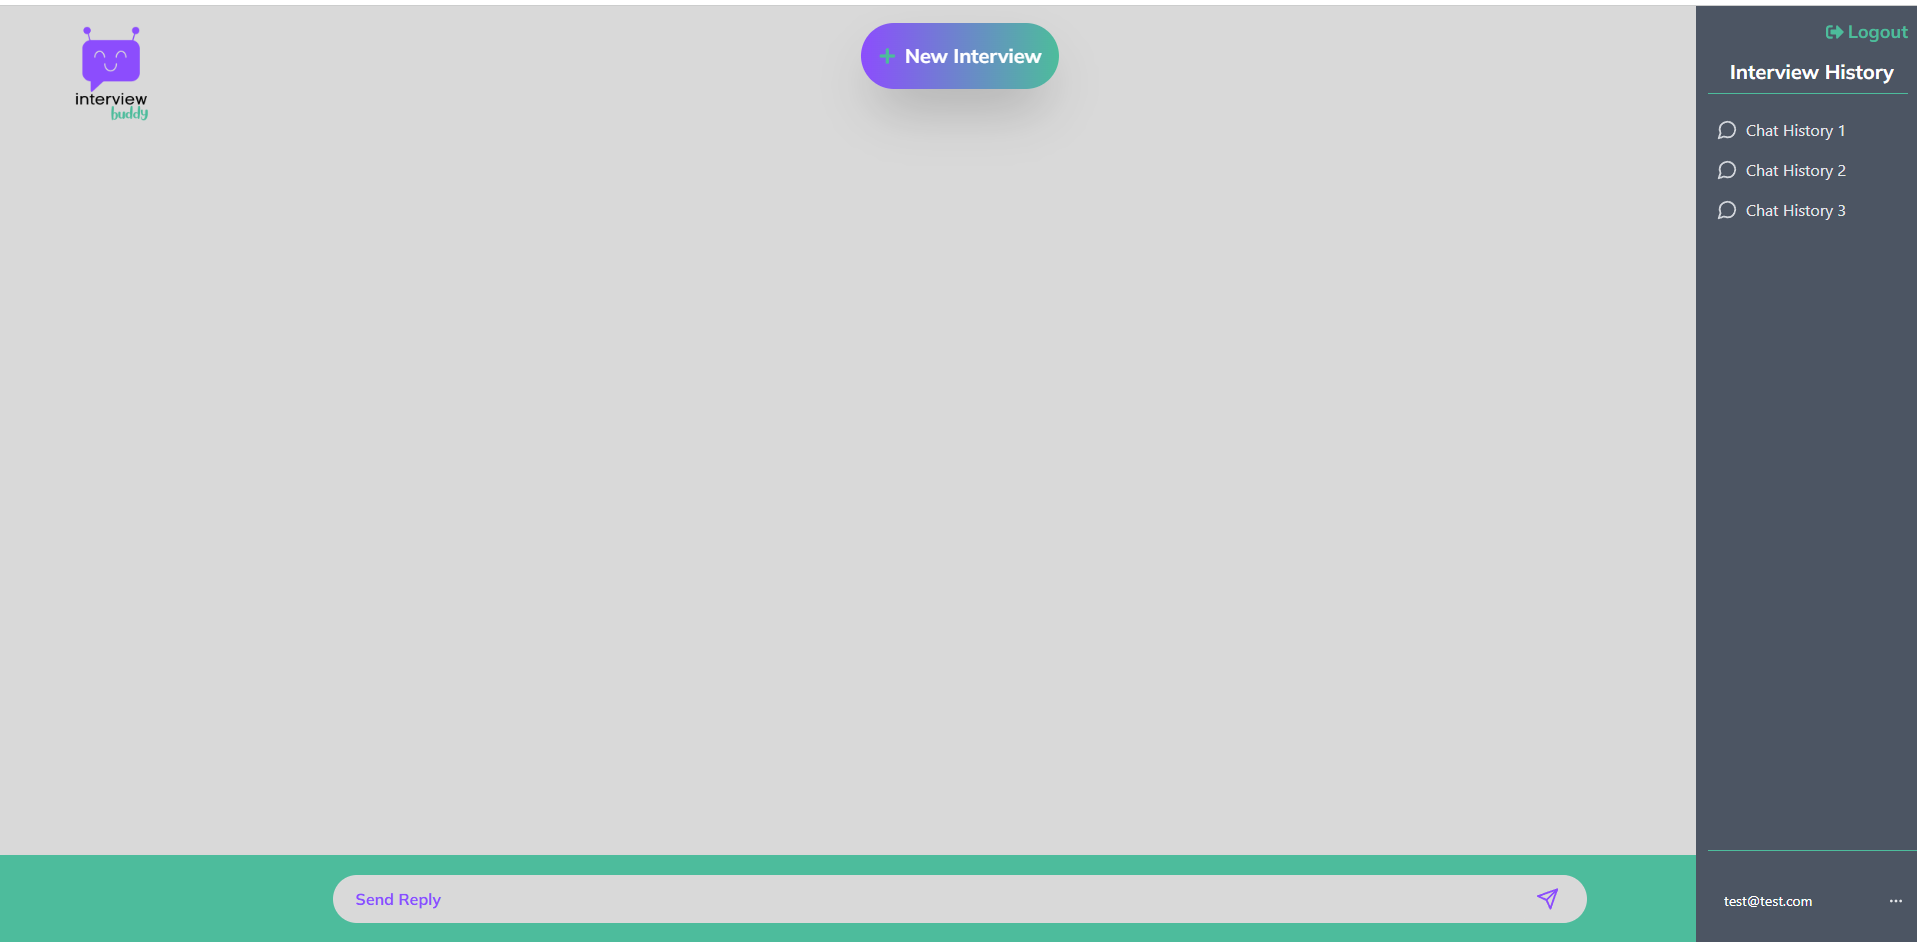 interview
buddy
+ New Interview
Logout
Interview History
Chat History 1
Chat History 2
Chat History 3
Send Reply
test@test.com
...